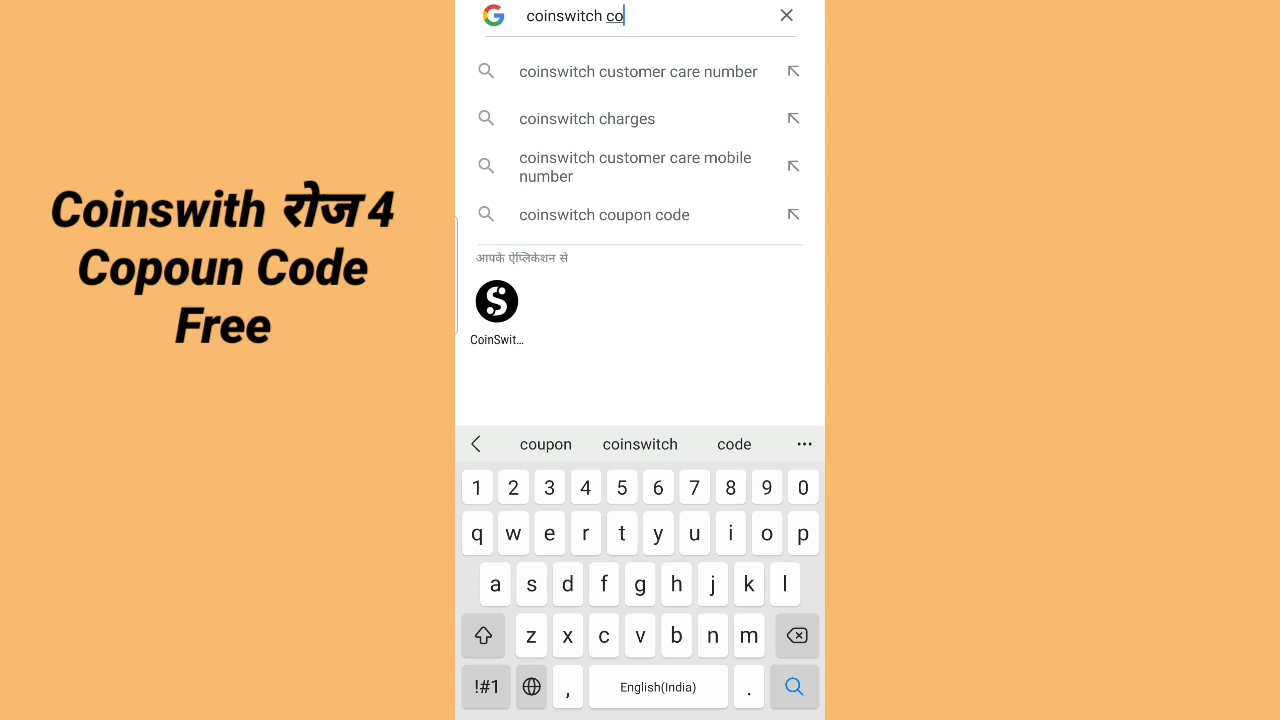 Coinswith रोज 4
Copoun Code
Free
coinswitch co
coinswitch customer care number
coinswitch charges
coinswitch customer care mobile
number
coinswitch coupon code
आपके ऐप्लिकेशन से
CoinSwit...
coupon coinswitch code
1 2 3 4 5 6 7 8 9 0
q w e r t y u i o p
a s d f g h j k l
z x c v b n m
!#1 , English(India) .